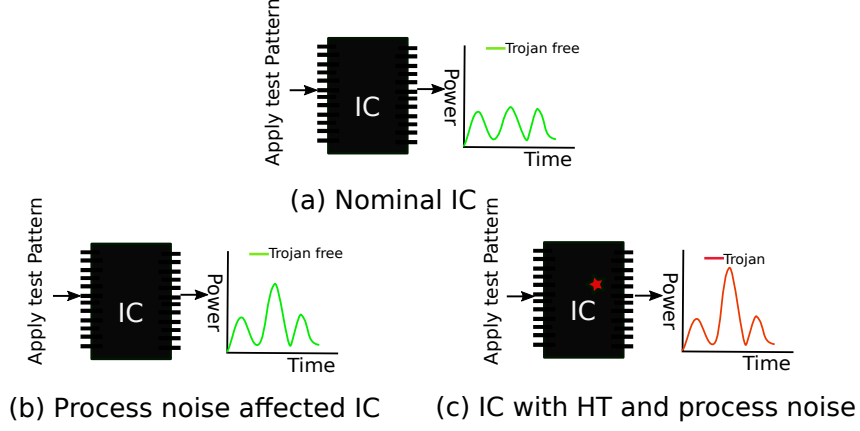 Apply test Pattern
IC
Power
Trojan free
Time
(a) Nominal IC
Apply test Pattern
IC
Power
Trojan free
Time
(b) Process noise affected IC
Apply test Pattern
IC
Power
Trojan
Time
(c) IC with HT and process noise